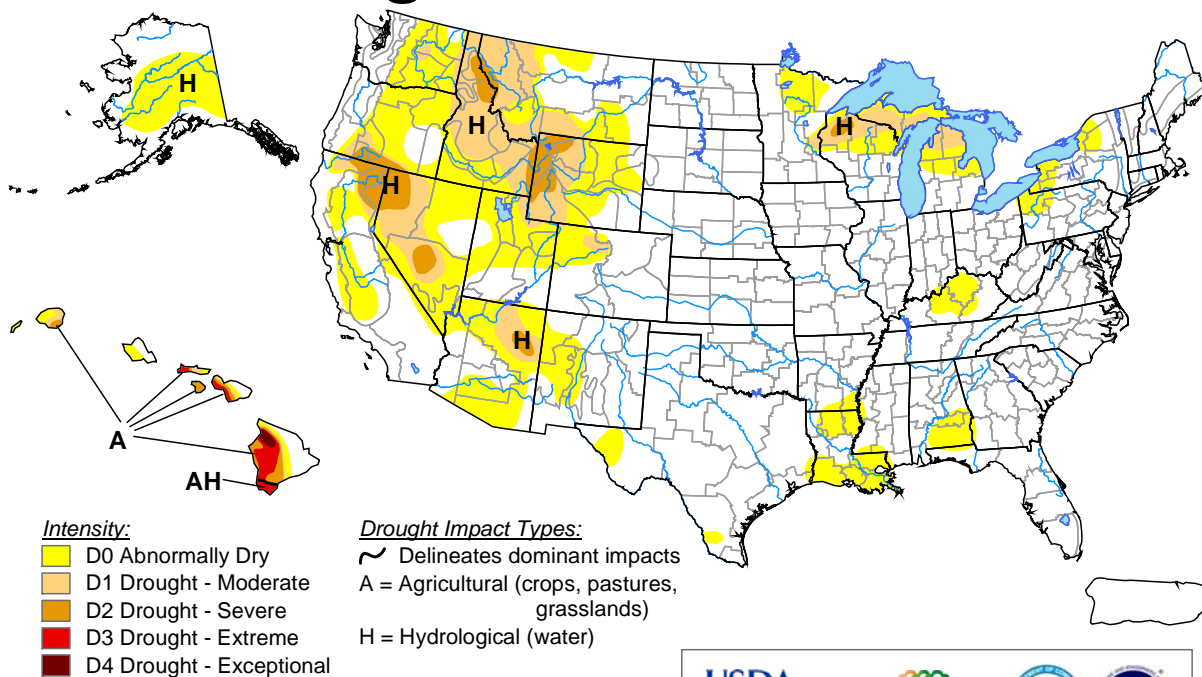 H
H
H
H
H
A
AH
Intensity:
D0 Abnormally Dry
D1 Drought - Moderate
D2 Drought - Severe
D3 Drought - Extreme
D4 Drought - Exceptional
Drought Impact Types:
Delineates dominant impacts
A = Agricultural (crops, pastures,
grasslands)
H = Hydrological (water)
USDA